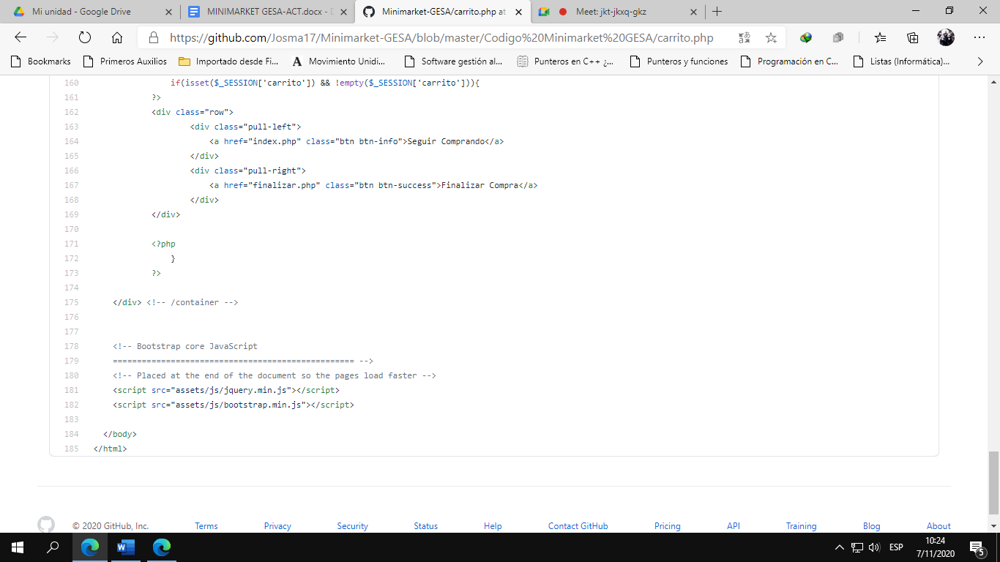 Mi unidad - Google Drive
MINIMARKET GESA-ACT.docx - D
Minimarket-GESA/carrito.php at
Meet: jkt-jkxq-gkz
https://github.com/Josma17/Minimarket-GESA/blob/master/Codigo%20Minimarket%20GESA/carrito.php
Bookmarks
Primeros Auxilios
Importado desde Fi...
Movimiento Unidi...
Software gestión al...
Punteros en C++ ¿...
Punteros y funciones
Programación en C...
Listas (Informática)...
160 if(isset($_SESSION['carrito']) && !empty($_SESSION['carrito'])){
161 ?>
162 <div class="row">
163 <div class="pull-left">
164 <a href="index.php" class="btn btn-info">Seguir Comprando</a>
165 </div>
166 <div class="pull-right">
167 <a href="finalizar.php" class="btn btn-success">Finalizar Compra</a>
168 </div>
169 </div>
170
171 <?php
172 }
173 ?>
174
175 </div> <!-- /container -->
176
177
178 <!-- Bootstrap core JavaScript
179 ================================================== -->
180 <!-- Placed at the end of the document so the pages load faster -->
181 <script src="assets/js/jquery.min.js"></script>
182 <script src="assets/js/bootstrap.min.js"></script>
183
184 </body>
185 </html>
© 2020 GitHub, Inc.
Terms
Privacy
Security
Status
Help
Contact GitHub
Pricing
API
Training
Blog
About
ESP
10:24
7/11/2020
5